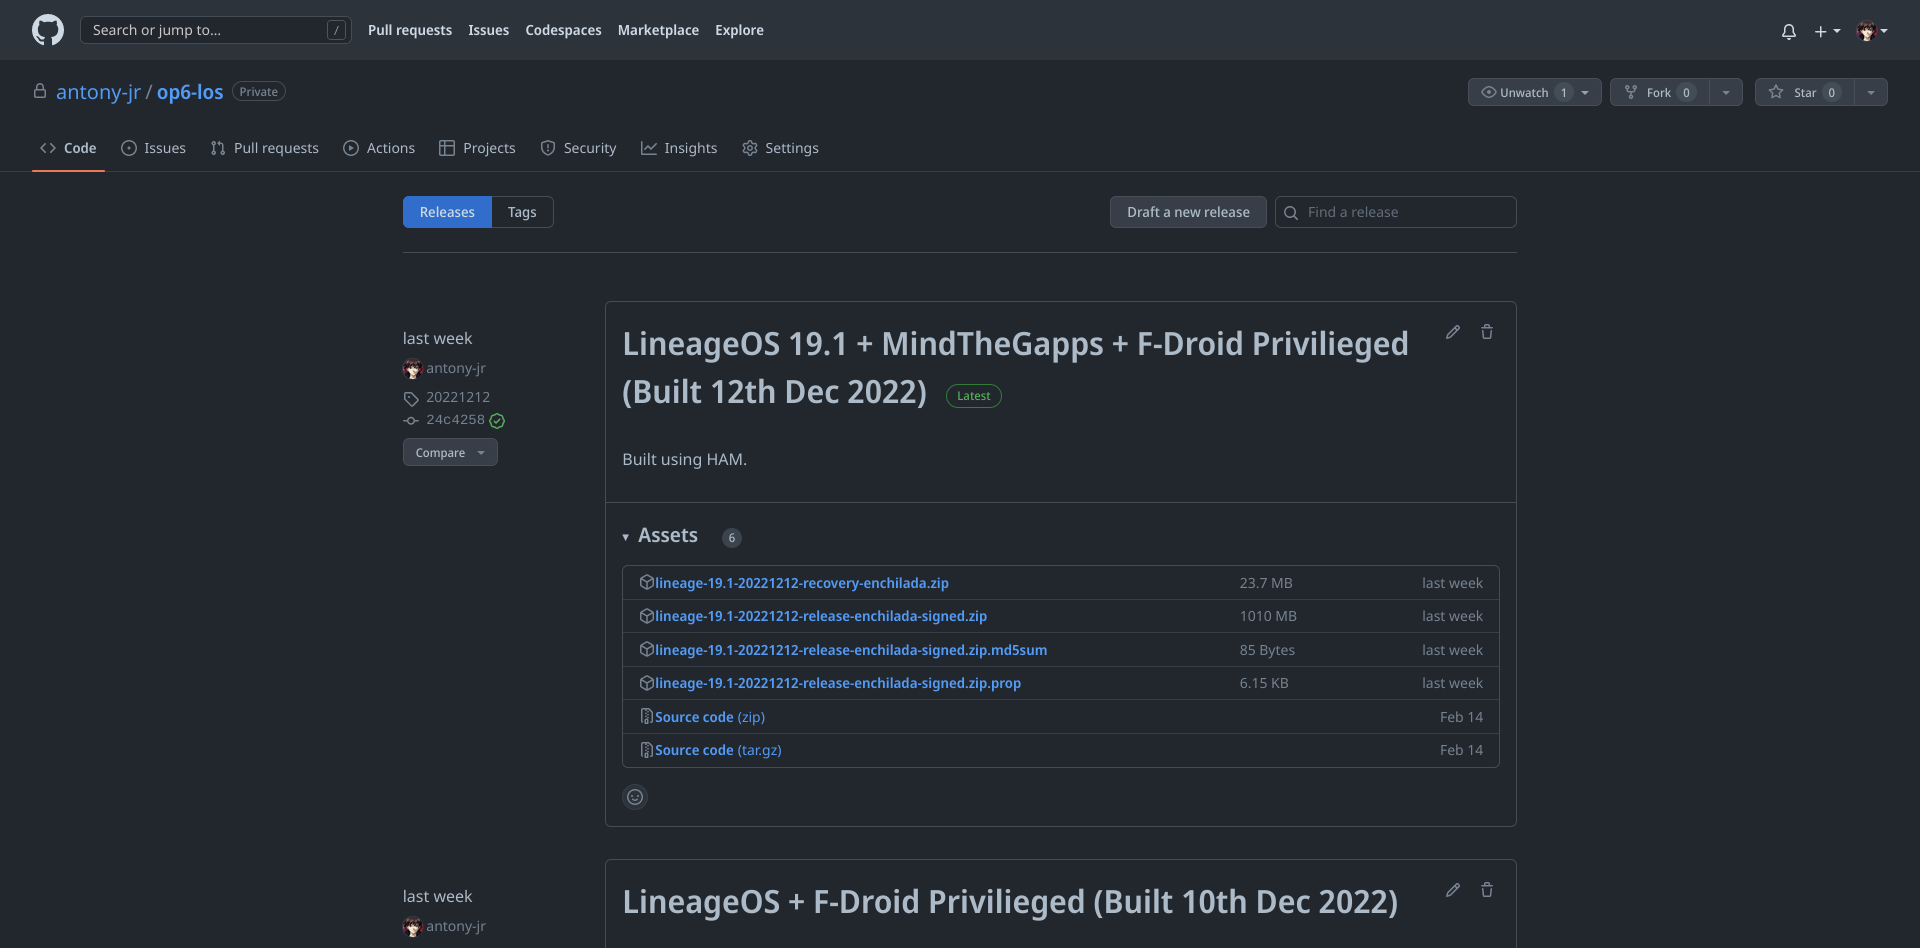 Search or jump to... /
Pull requests Issues Codespaces Marketplace Explore
antony-jr / op6-los Private
Unwatch 1 Fork 0 Star 0
Code Issues Pull requests Actions Projects Security Insights Settings
Releases Tags
Draft a new release Find a release
last week
antony-jr
20221212
24c4258
Compare
LineageOS 19.1 + MindTheGapps + F-Droid Privilieged
(Built 12th Dec 2022) Latest
Built using HAM.
Assets 6
lineage-19.1-20221212-recovery-enchilada.zip 23.7 MB last week
lineage-19.1-20221212-release-enchilada-signed.zip 1010 MB last week
lineage-19.1-20221212-release-enchilada-signed.zip.md5sum 85 Bytes last week
lineage-19.1-20221212-release-enchilada-signed.zip.prop 6.15 KB last week
Source code (zip) Feb 14
Source code (tar.gz) Feb 14
last week
antony-jr
LineageOS + F-Droid Privilieged (Built 10th Dec 2022)